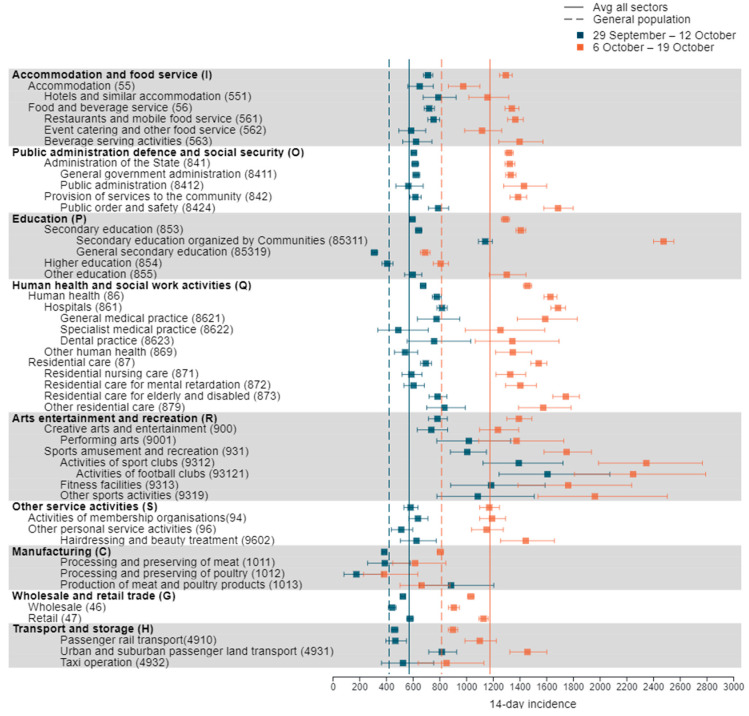 Avg all sectors
General population
29 September – 12 October
6 October – 19 October
Accommodation and food service (I)
Accommodation (55)
Hotels and similar accommodation (551)
Food and beverage service (56)
Restaurants and mobile food service (561)
Event catering and other food service (562)
Beverage serving activities (563)
Public administration defence and social security (O)
Administration of the State (841)
General government administration (8411)
Public administration (8412)
Provision of services to the community (842)
Public order and safety (8424)
Education (P)
Secondary education (853)
Secondary education organized by Communities (85311)
General secondary education (85319)
Higher education (854)
Other education (855)
Human health and social work activities (Q)
Human health (86)
Hospitals (861)
General medical practice (8621)
Specialist medical practice (8622)
Dental practice (8623)
Other human health (869)
Residential care (87)
Residential nursing care (871)
Residential care for mental retardation (872)
Residential care for elderly and disabled (873)
Other residential care (879)
Arts entertainment and recreation (R)
Creative arts and entertainment (900)
Performing arts (9001)
Sports amusement and recreation (931)
Activities of sport clubs (9312)
Activities of football clubs (93121)
Fitness facilities (9313)
Other sports activities (9319)
Other service activities (S)
Activities of membership organisations(94)
Other personal service activities (96)
Hairdressing and beauty treatment (9602)
Manufacturing (C)
Processing and preserving of meat (1011)
Processing and preserving of poultry (1012)
Production of meat and poultry products (1013)
Wholesale and retail trade (G)
Wholesale (46)
Retail (47)
Transport and storage (H)
Passenger rail transport(4910)
Urban and suburban passenger land transport (4931)
Taxi operation (4932)
0 200 400 600 800 1000 1200 1400 1600 1800 2000 2200 2400 2600 2800 3000
14-day incidence